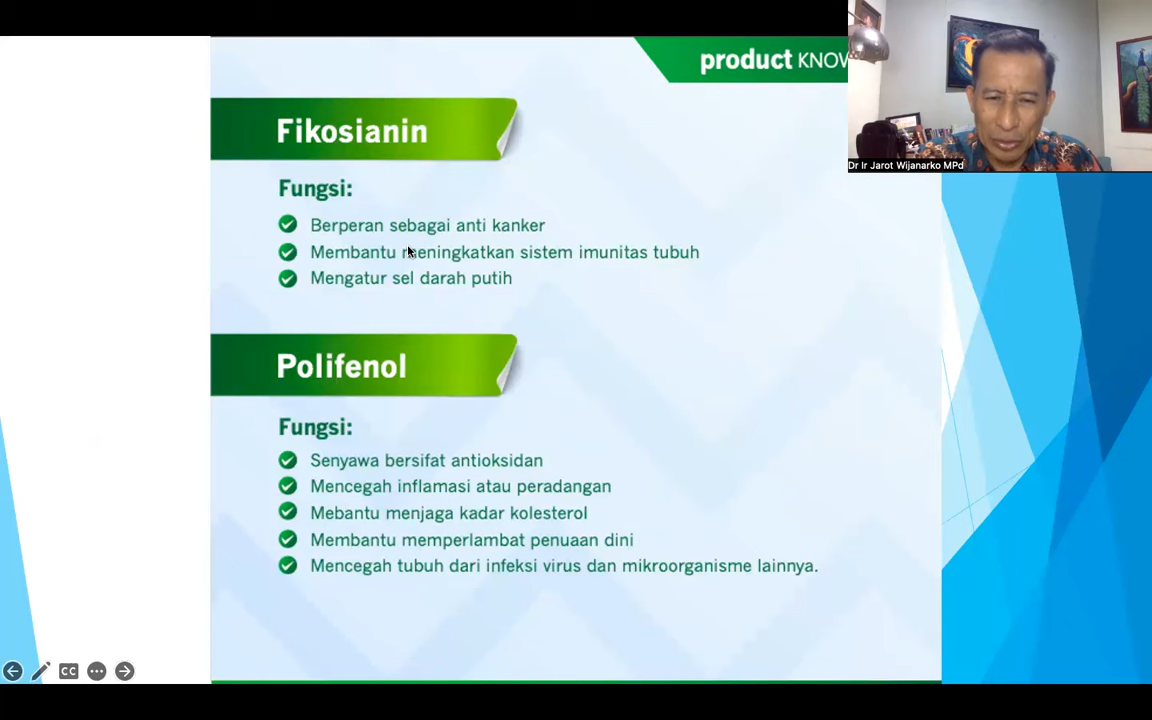 product KNOW
Dr Ir Jarot Wijanarko MPd
Fikosianin
Fungsi:
Berperan sebagai anti kanker
Membantu meningkatkan sistem imunitas tubuh
Mengatur sel darah putih
Polifenol
Fungsi:
Senyawa bersifat antioksidan
Mencegah inflamasi atau peradangan
Mebantu menjaga kadar kolesterol
Membantu memperlambat penuaan dini
Mencegah tubuh dari infeksi virus dan mikroorganisme lainnya.
CC